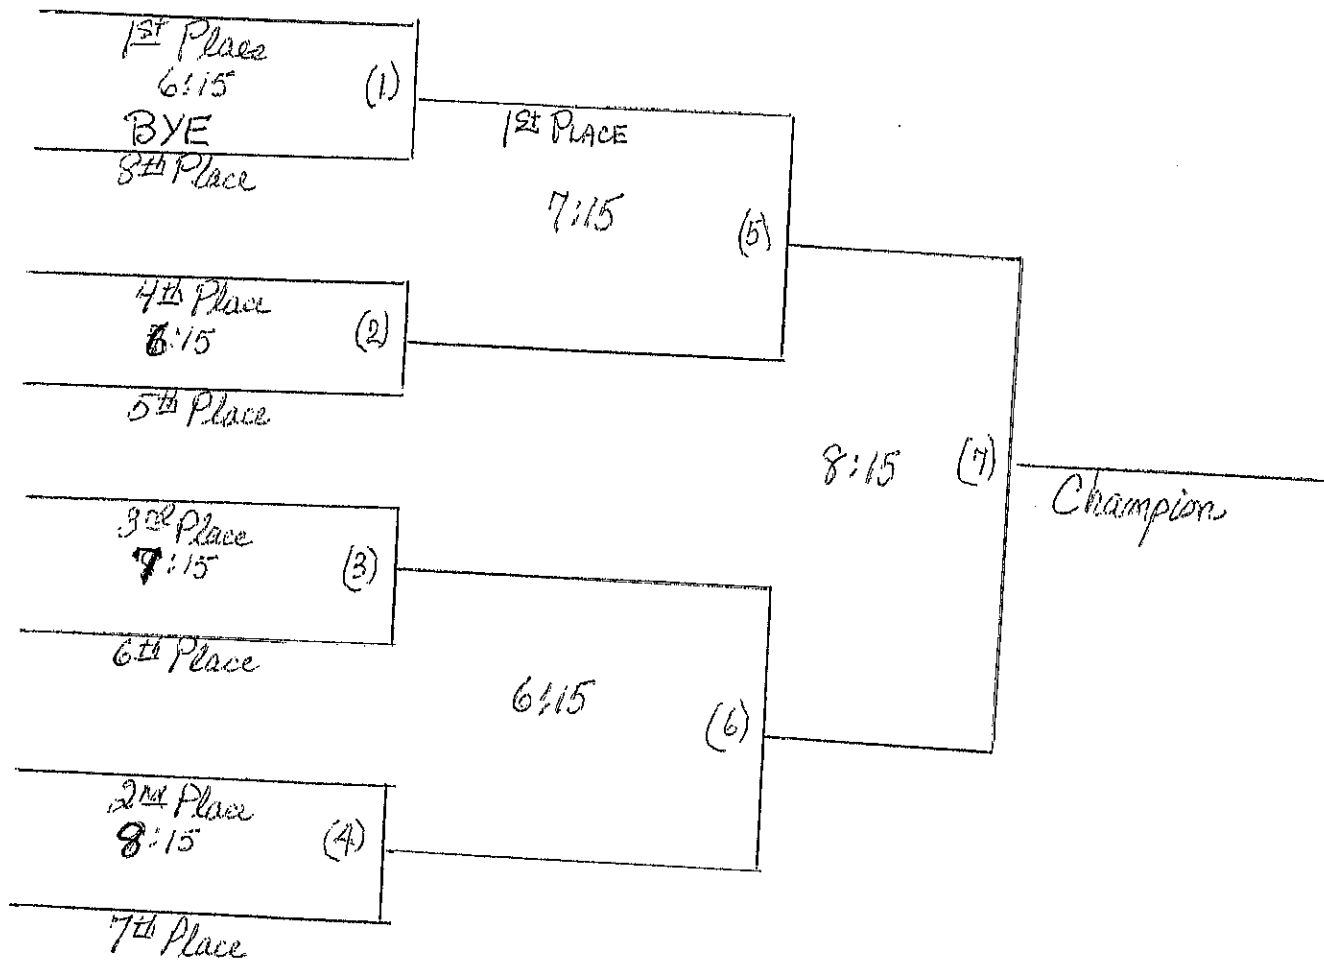 1st Place
6:15
(1)
BYE
8th Place
1st PLACE
7:15
(5)
4th Place
6:15
(2)
5th Place
8:15
(7)
Champion
3rd Place
7:15
(3)
6th Place
6:15
(6)
2nd Place
8:15
(4)
7th Place